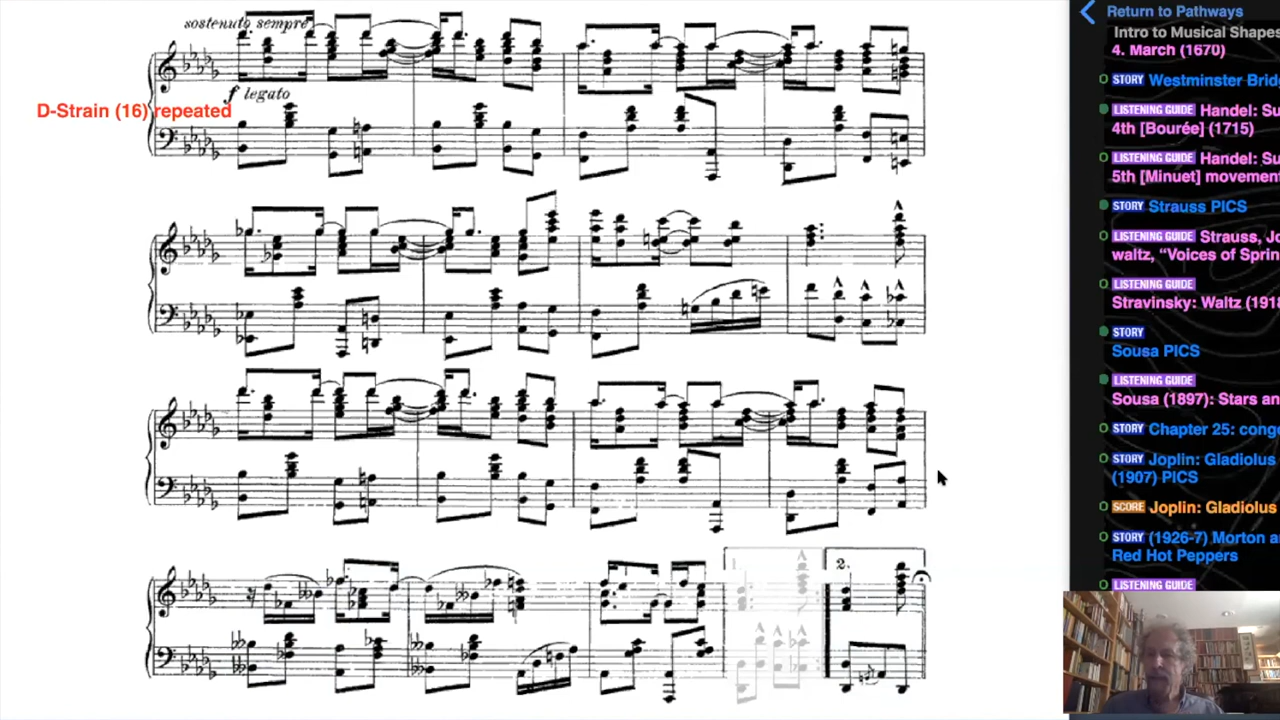 sostenuto sempre
f legato
D-Strain (16) repeated
2.
Return to Pathways
Intro to Musical Shapes
4. March (1670)
STORY Westminster Brid
LISTENING GUIDE Handel: Su
4th [Bourée] (1715)
LISTENING GUIDE Handel: Su
5th [Minuet] movemen
STORY Strauss PICS
LISTENING GUIDE Strauss, Jo
waltz, “Voices of Sprin
LISTENING GUIDE
Stravinsky: Waltz (191
STORY
Sousa PICS
LISTENING GUIDE
Sousa (1897): Stars an
STORY Chapter 25: cong
STORY Joplin: Gladiolus
(1907) PICS
SCORE Joplin: Gladiolus
STORY (1926-7) Morton a
Red Hot Peppers
LISTENING GUIDE